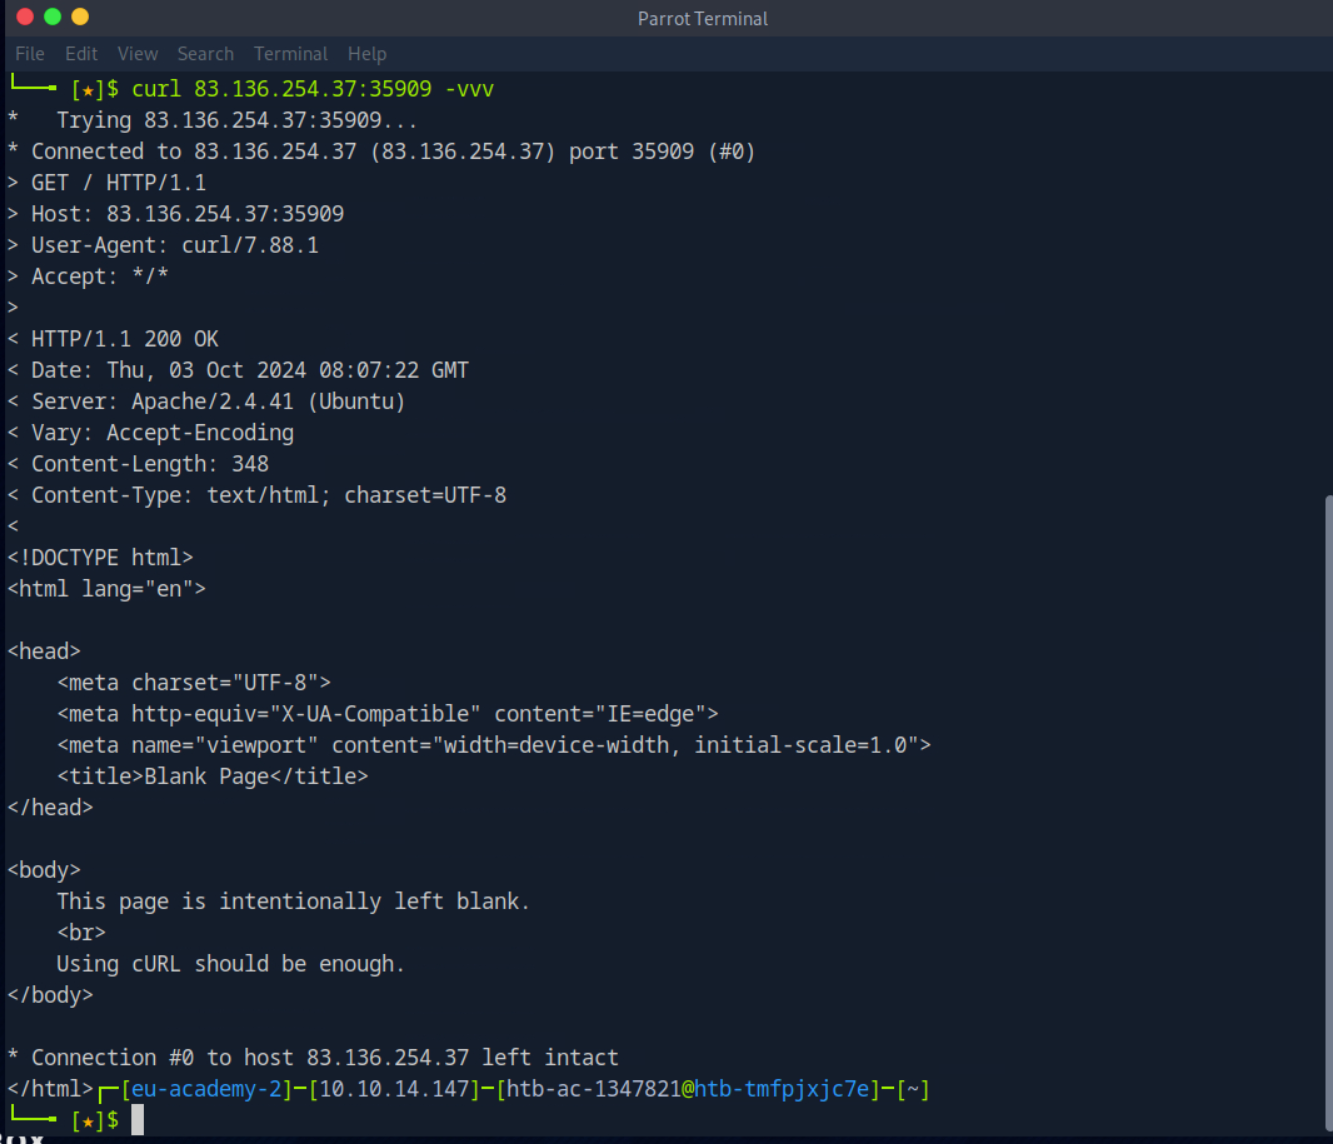 Parrot Terminal
File Edit View Search Terminal Help
└──╼ [★]$ curl 83.136.254.37:35909 -vvv
*   Trying 83.136.254.37:35909...
* Connected to 83.136.254.37 (83.136.254.37) port 35909 (#0)
> GET / HTTP/1.1
> Host: 83.136.254.37:35909
> User-Agent: curl/7.88.1
> Accept: */*
>
< HTTP/1.1 200 OK
< Date: Thu, 03 Oct 2024 08:07:22 GMT
< Server: Apache/2.4.41 (Ubuntu)
< Vary: Accept-Encoding
< Content-Length: 348
< Content-Type: text/html; charset=UTF-8
<
<!DOCTYPE html>
<html lang="en">

<head>
    <meta charset="UTF-8">
    <meta http-equiv="X-UA-Compatible" content="IE=edge">
    <meta name="viewport" content="width=device-width, initial-scale=1.0">
    <title>Blank Page</title>
</head>

<body>
    This page is intentionally left blank.
    <br>
    Using cURL should be enough.
</body>

* Connection #0 to host 83.136.254.37 left intact
</html>┌─[eu-academy-2]─[10.10.14.147]─[htb-ac-1347821@htb-tmfpjxjc7e]─[~]
└──╼ [★]$